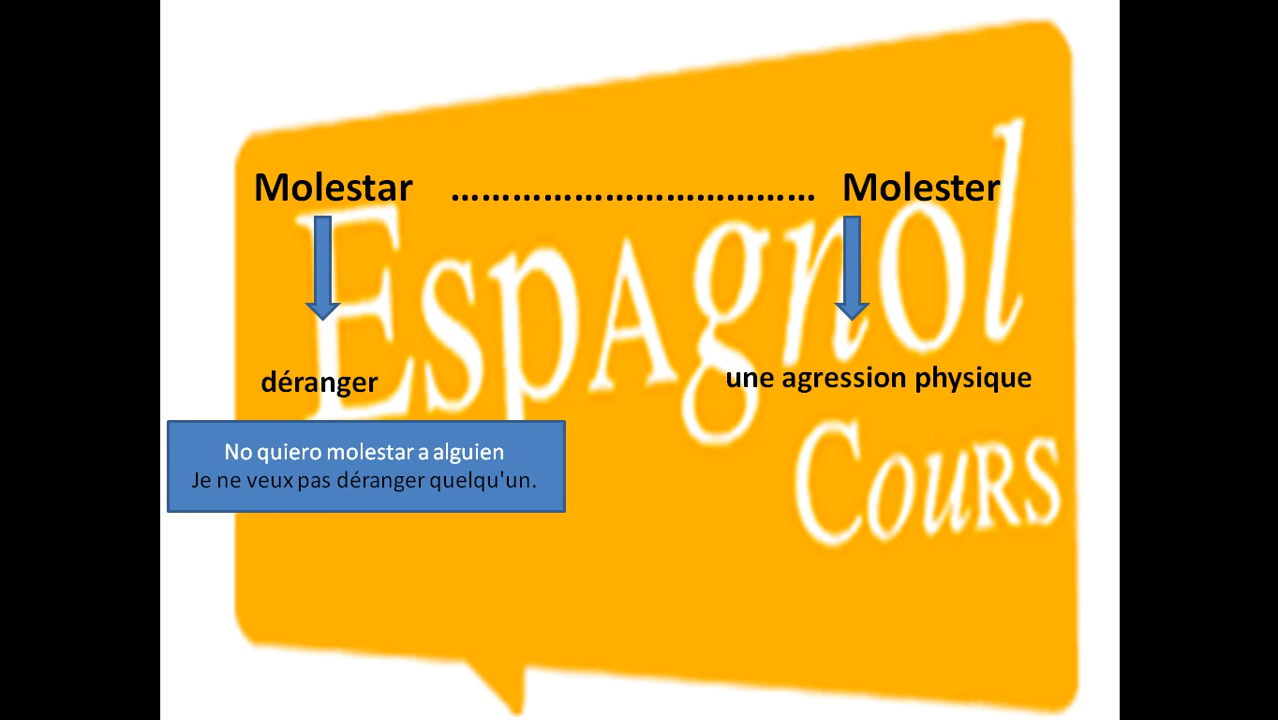 Molestar ………………………………… Molester
EspAgnol
déranger
une agression physique
No quiero molestar a alguien
Je ne veux pas déranger quelqu'un.
CouRS